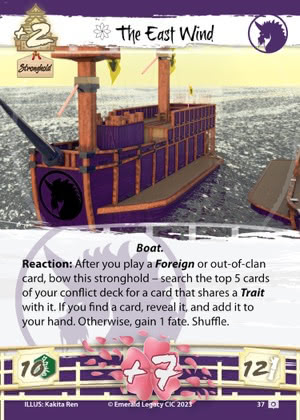 +2
The East Wind
Stronghold
Boat.
Reaction: After you play a Foreign or out-of-clan
card, bow this stronghold – search the top 5 cards
of your conflict deck for a card that shares a Trait
with it. If you find a card, reveal it, and add it to
your hand. Otherwise, gain 1 fate. Shuffle.
10
+7
12
ILLUS: Kakita Ren
© Emerald Legacy CIC 2023
37